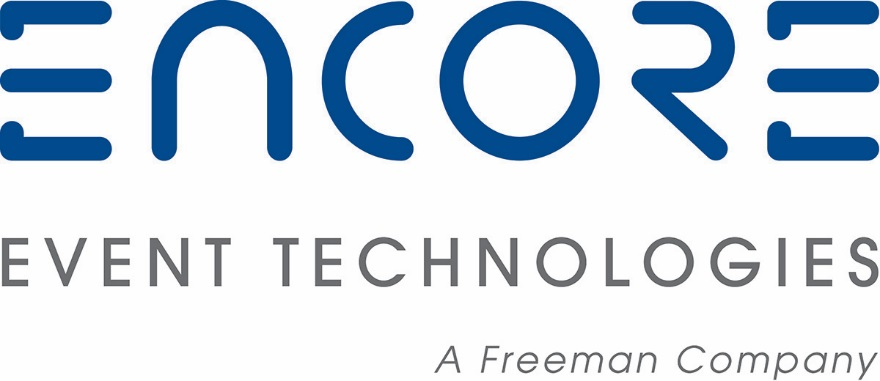 ENCORE
EVENT TECHNOLOGIES
A Freeman Company